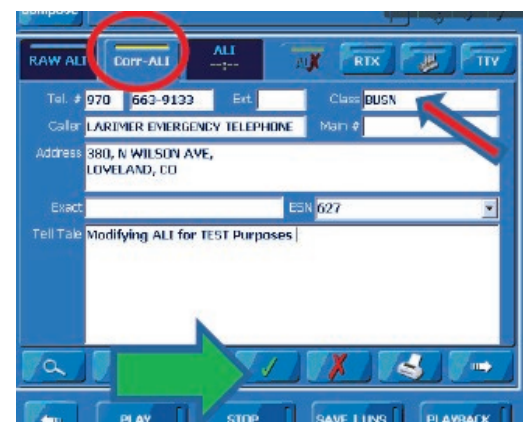 Compose
RAW ALI Corr-ALI ALI --:-- RTX TTY
Tel. # 970 663-9133 Ext Class BUSN
Caller LARIMER EMERGENCY TELEPHONE Main #
Address 380, N WILSON AVE,
LOVELAND, CO
Exact ESN 627
Tell Tale Modifying ALI for TEST Purposes
PLAY STOP SAVE PLAYBACK